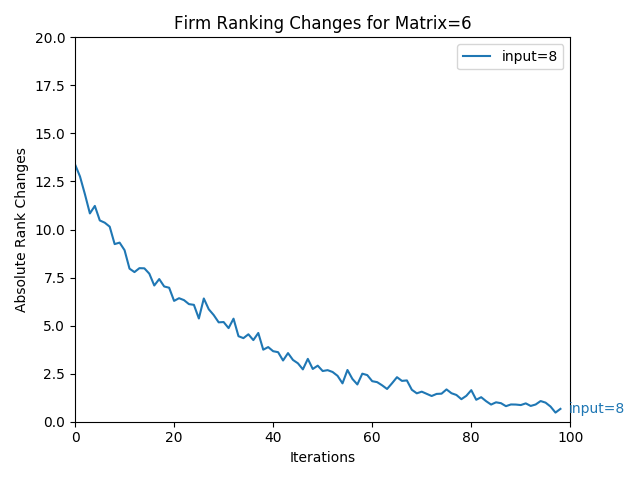 Firm Ranking Changes for Matrix=6
20.0
17.5
15.0
12.5
10.0
7.5
5.0
2.5
0.0
Absolute Rank Changes
input=8
input=8
0 20 40 60 80 100
Iterations